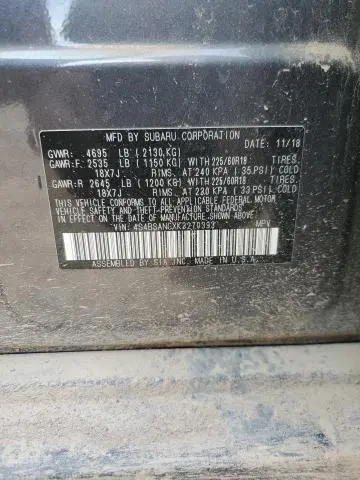 MFD BY SUBARU CORPORATION
DATE: 11/18
GVWR: 4695 LB (2130 KG)
GAWR:F. 2535 LB (1150 KG) WITH 225/60R18 TIRES,
18X7J RIMS, AT 240 KPA (35 PSI) COLD
GAWR:R 2645 LB (1200 KG) WITH 225/60R18 TIRES,
18X7J RIMS, AT 230 KPA (33 PSI) COLD
THIS VEHICLE CONFORMS TO ALL APPLICABLE FEDERAL MOTOR
VEHICLE SAFETY AND THEFT PREVENTION STANDARDS
IN EFFECT ON THE DATE OF MANUFACTURE SHOWN ABOVE.
VIN: 4S4BSANCXK3270393 MPV
ASSEMBLED BY SIA,INC. MADE IN U.S.A.